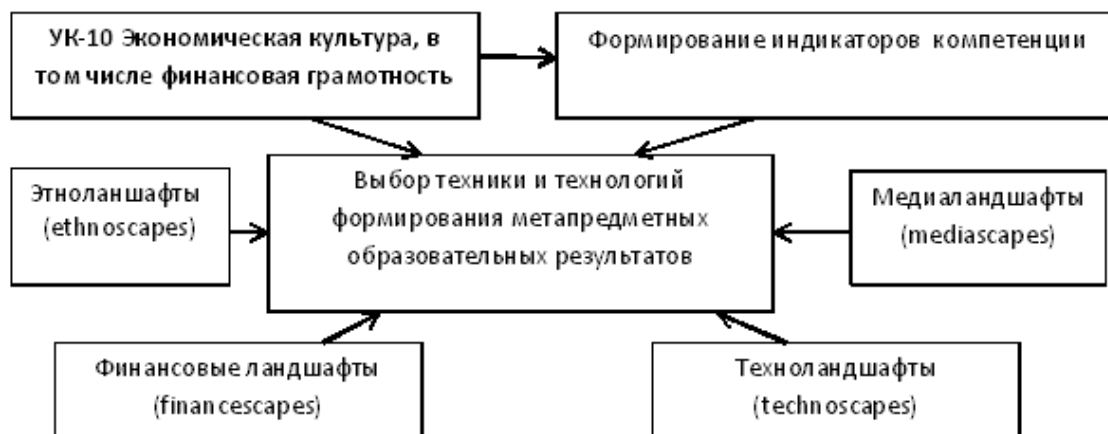 УК-10 Экономическая культура, в
том числе финансовая грамотность
Формирование индикаторов компетенции
Выбор техники и технологий
формирования метапредметных
образовательных результатов
Этноланшафты
(ethnoscapes)
Медиаландшафты
(mediascapes)
Финансовые ландшафты
(financescapes)
Техноландшафты
(technoscapes)